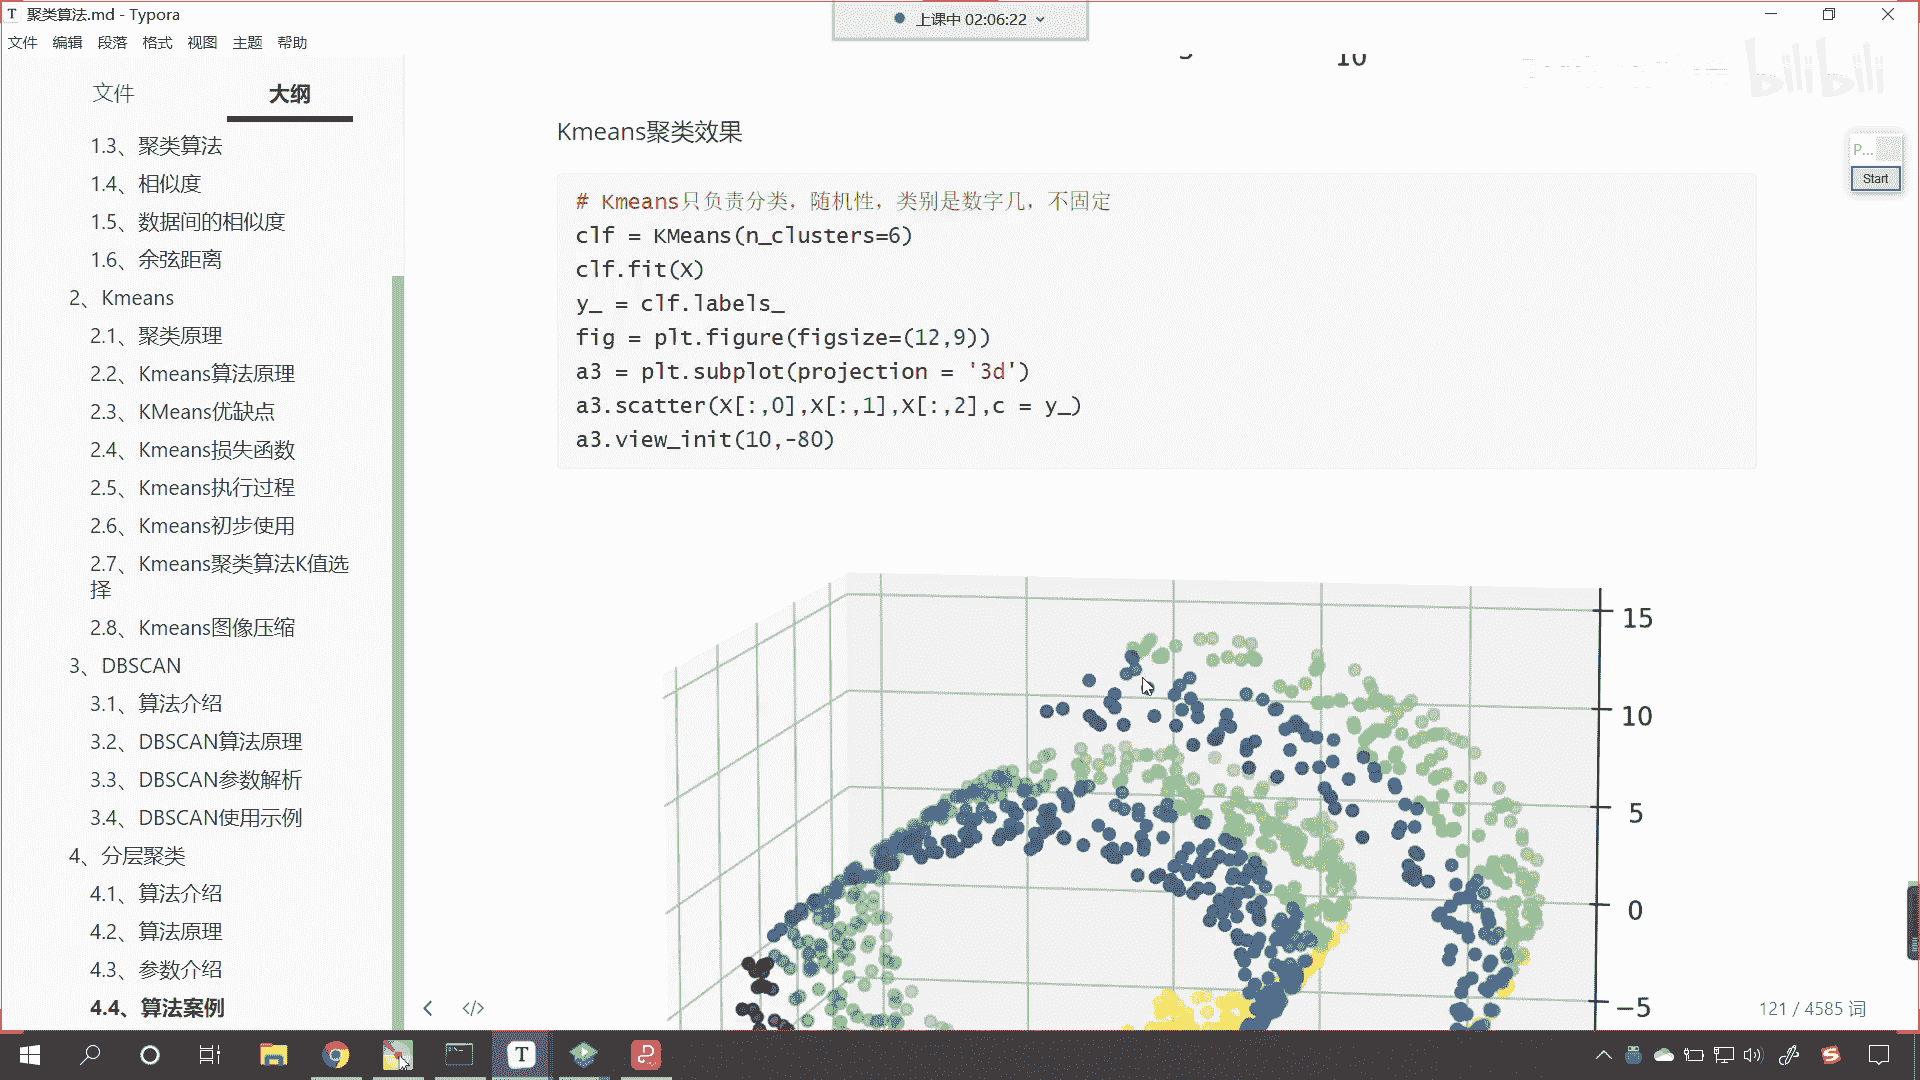 聚类算法.md - Typora
上课中 02:06:22
文件 编辑 段落 格式 视图 主题 帮助
bilibili
文件 大纲
1.3、聚类算法
1.4、相似度
1.5、数据间的相似度
1.6、余弦距离
2、Kmeans
2.1、聚类原理
2.2、Kmeans算法原理
2.3、KMeans优缺点
2.4、Kmeans损失函数
2.5、Kmeans执行过程
2.6、Kmeans初步使用
2.7、Kmeans聚类算法K值选
择
2.8、Kmeans图像压缩
3、DBSCAN
3.1、算法介绍
3.2、DBSCAN算法原理
3.3、DBSCAN参数解析
3.4、DBSCAN使用示例
4、分层聚类
4.1、算法介绍
4.2、算法原理
4.3、参数介绍
4.4、算法案例
10
Kmeans聚类效果
# Kmeans只负责分类，随机性，类别是数字几，不固定
clf = KMeans(n_clusters=6)
clf.fit(X)
y_ = clf.labels_
fig = plt.figure(figsize=(12,9))
a3 = plt.subplot(projection = '3d')
a3.scatter(X[:,0],X[:,1],X[:,2],c = y_)
a3.view_init(10,-80)
15
10
5
0
−5
P...
Start
121 / 4585 词